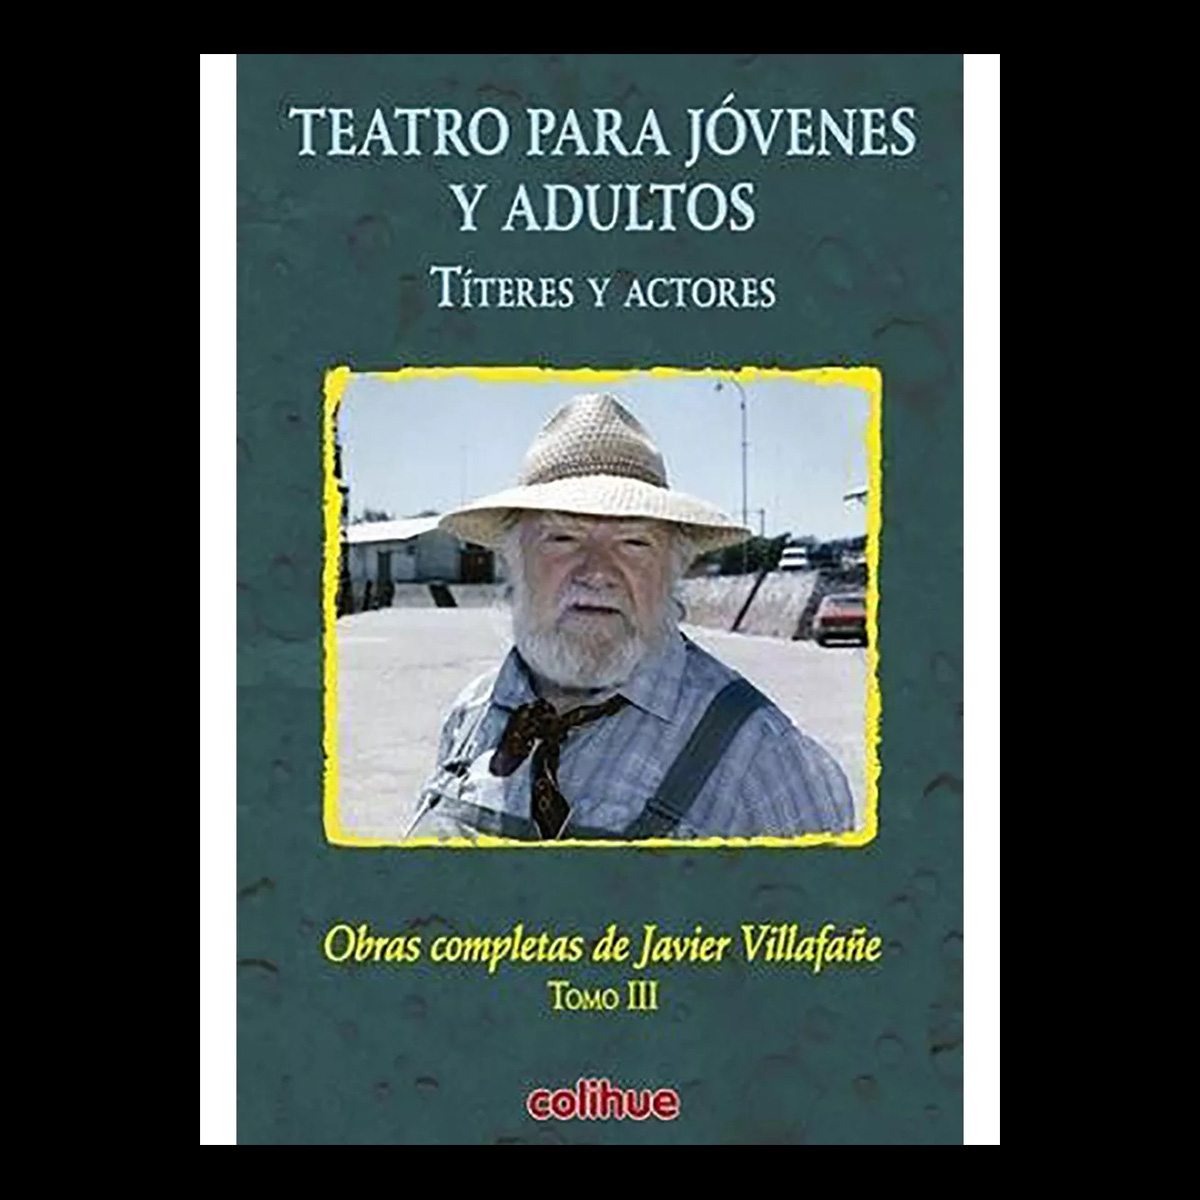 TEATRO PARA JÓVENES
Y ADULTOS
TÍTERES Y ACTORES
Obras completas de Javier Villafañe
TOMO III
colihue